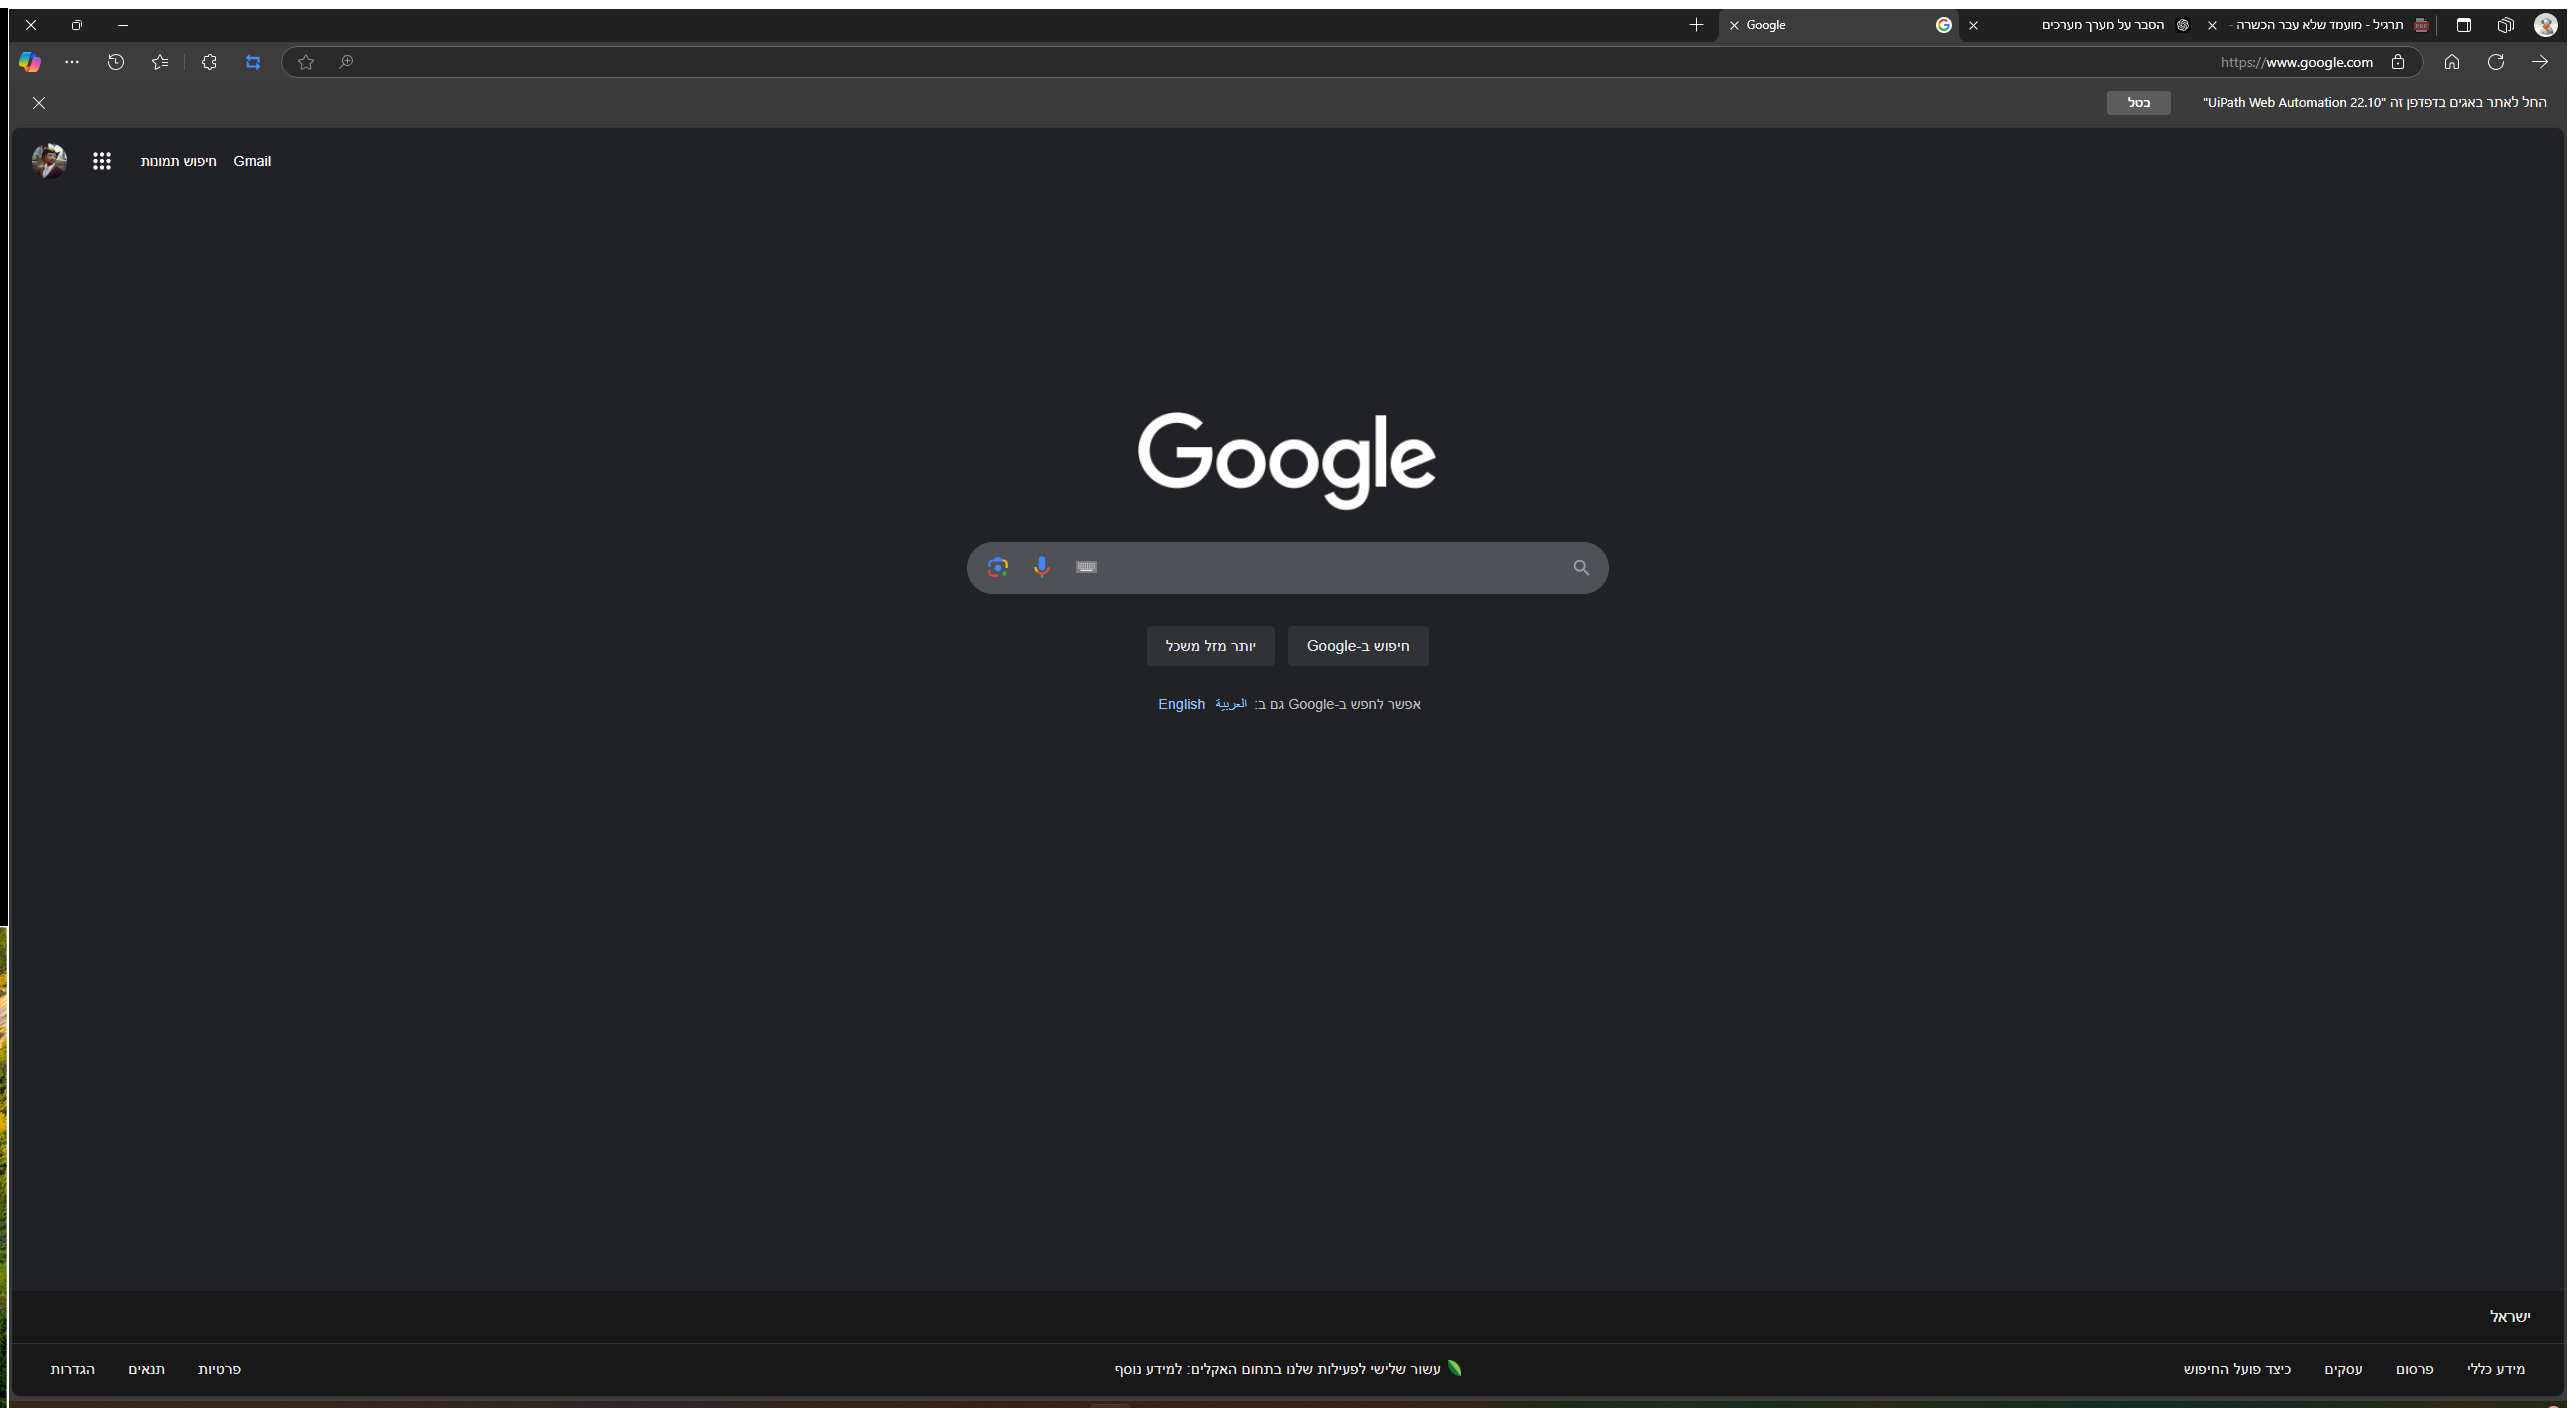 תרגיל - מועמד שלא עבר הכשרה -
הסבר על מערך מערכים
Google
https://www.google.com
החל לאתר באגים בדפדפן זה "UiPath Web Automation 22.10"
בטל
Gmail
חיפוש תמונות
Google
חיפוש ב-Google
יותר מזל משכל
אפשר לחפש ב-Google גם ב: العربية English
ישראל
מידע כללי
פרסום
עסקים
כיצד פועל החיפוש
עשור שלישי לפעילות שלנו בתחום האקלים: למידע נוסף
פרטיות
תנאים
הגדרות